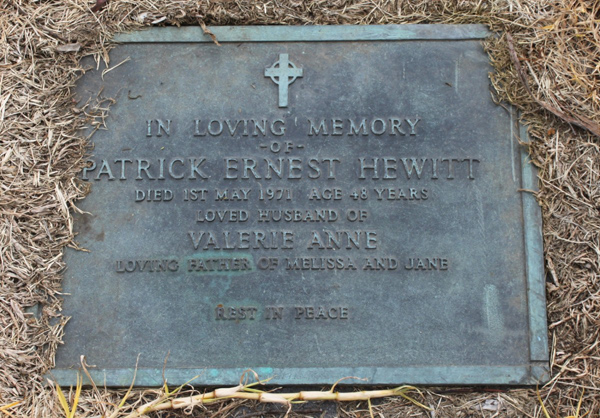 IN LOVING MEMORY
-OF-
PATRICK ERNEST HEWITT
DIED 1ST MAY 1971 AGE 48 YEARS
LOVED HUSBAND OF
VALERIE ANNE
LOVING FATHER OF MELISSA AND JANE
REST IN PEACE